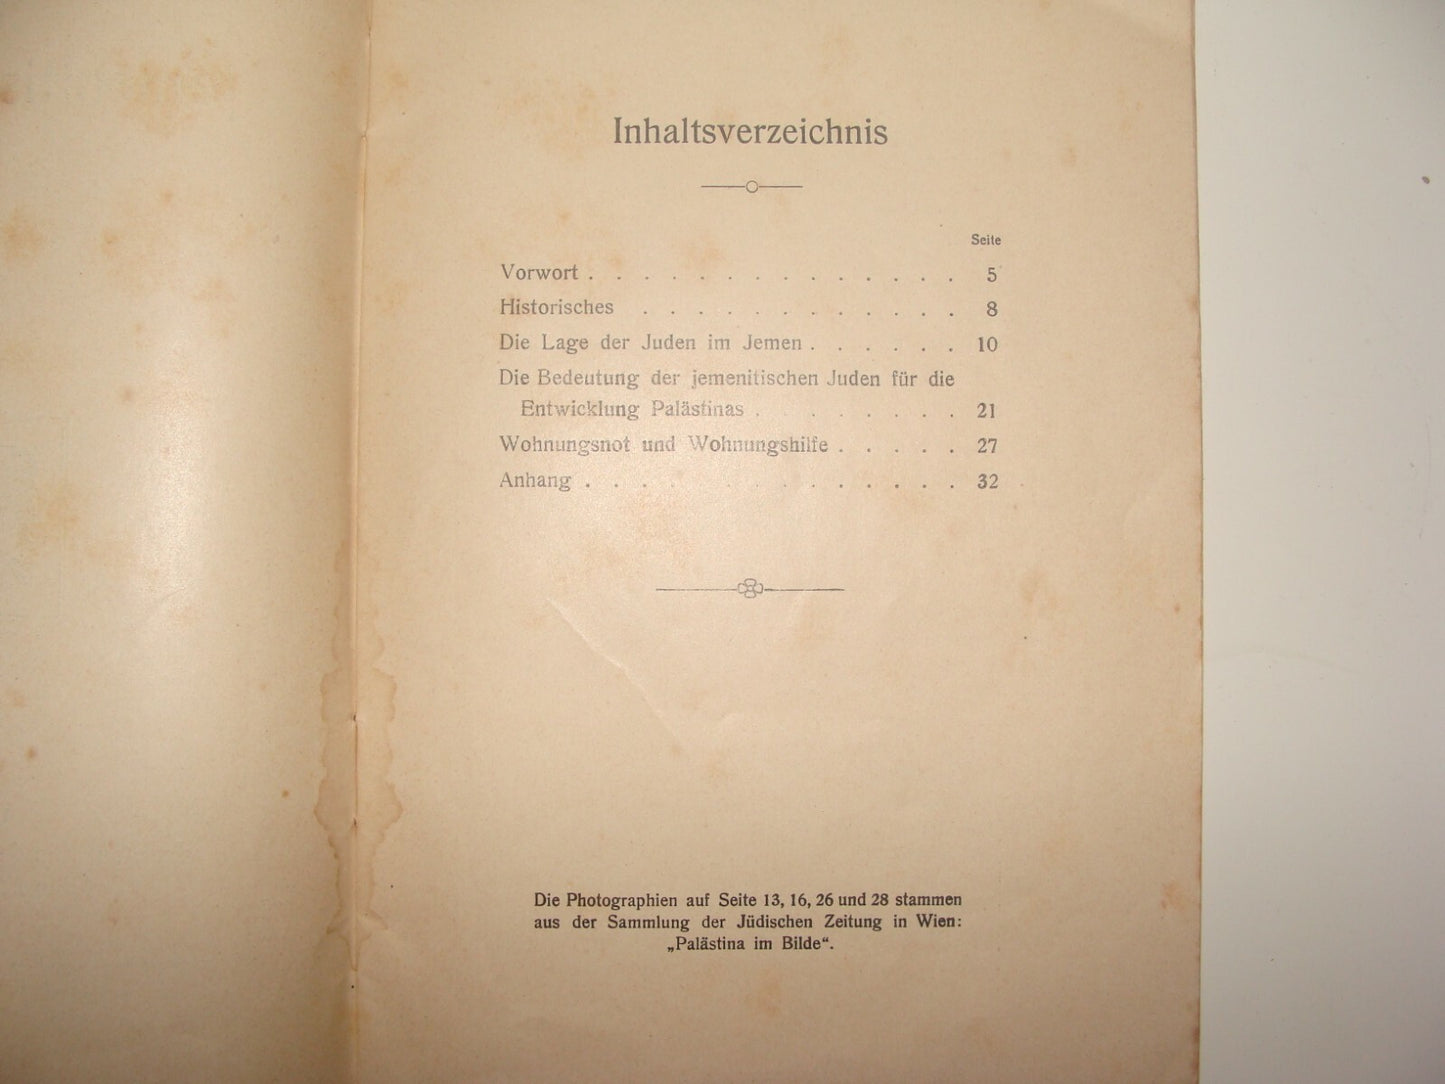 Inhaltsverzeichnis
Seite
Vorwort . . . . . . . . . . . . . . 5
Historisches . . . . . . . . . . . . 8
Die Lage der Juden im Jemen . . . . . . 10
Die Bedeutung der jemenitischen Juden für die
Entwicklung Palästinas . . . . . . . . 21
Wohnungsnot und Wohnungshilfe . . . . . 27
Anhang . . . . . . . . . . . . . . 32
Die Photographien auf Seite 13, 16, 26 und 28 stammen
aus der Sammlung der Jüdischen Zeitung in Wien:
„Palästina im Bilde“.